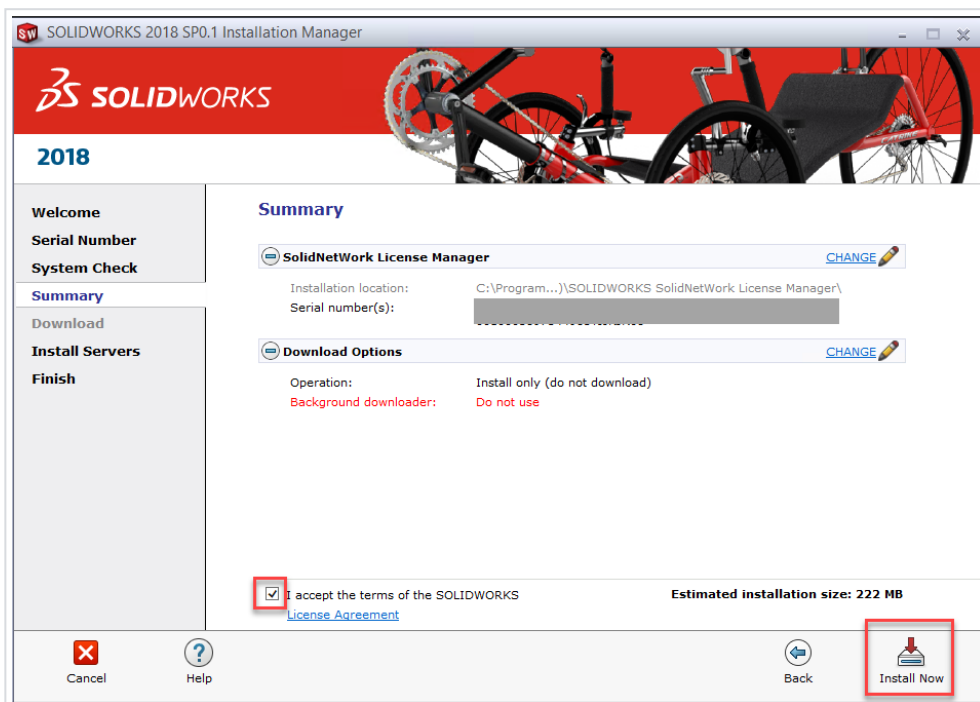 SOLIDWORKS 2018 SP0.1 Installation Manager
SOLIDWORKS
2018
Welcome
Serial Number
System Check
Summary
Download
Install Servers
Finish
Summary
SolidNetWork License Manager CHANGE
Installation location: C:\Program...)\SOLIDWORKS SolidNetWork License Manager\
Serial number(s):
Download Options CHANGE
Operation: Install only (do not download)
Background downloader: Do not use
I accept the terms of the SOLIDWORKS Estimated installation size: 222 MB
License Agreement
Cancel Help Back Install Now